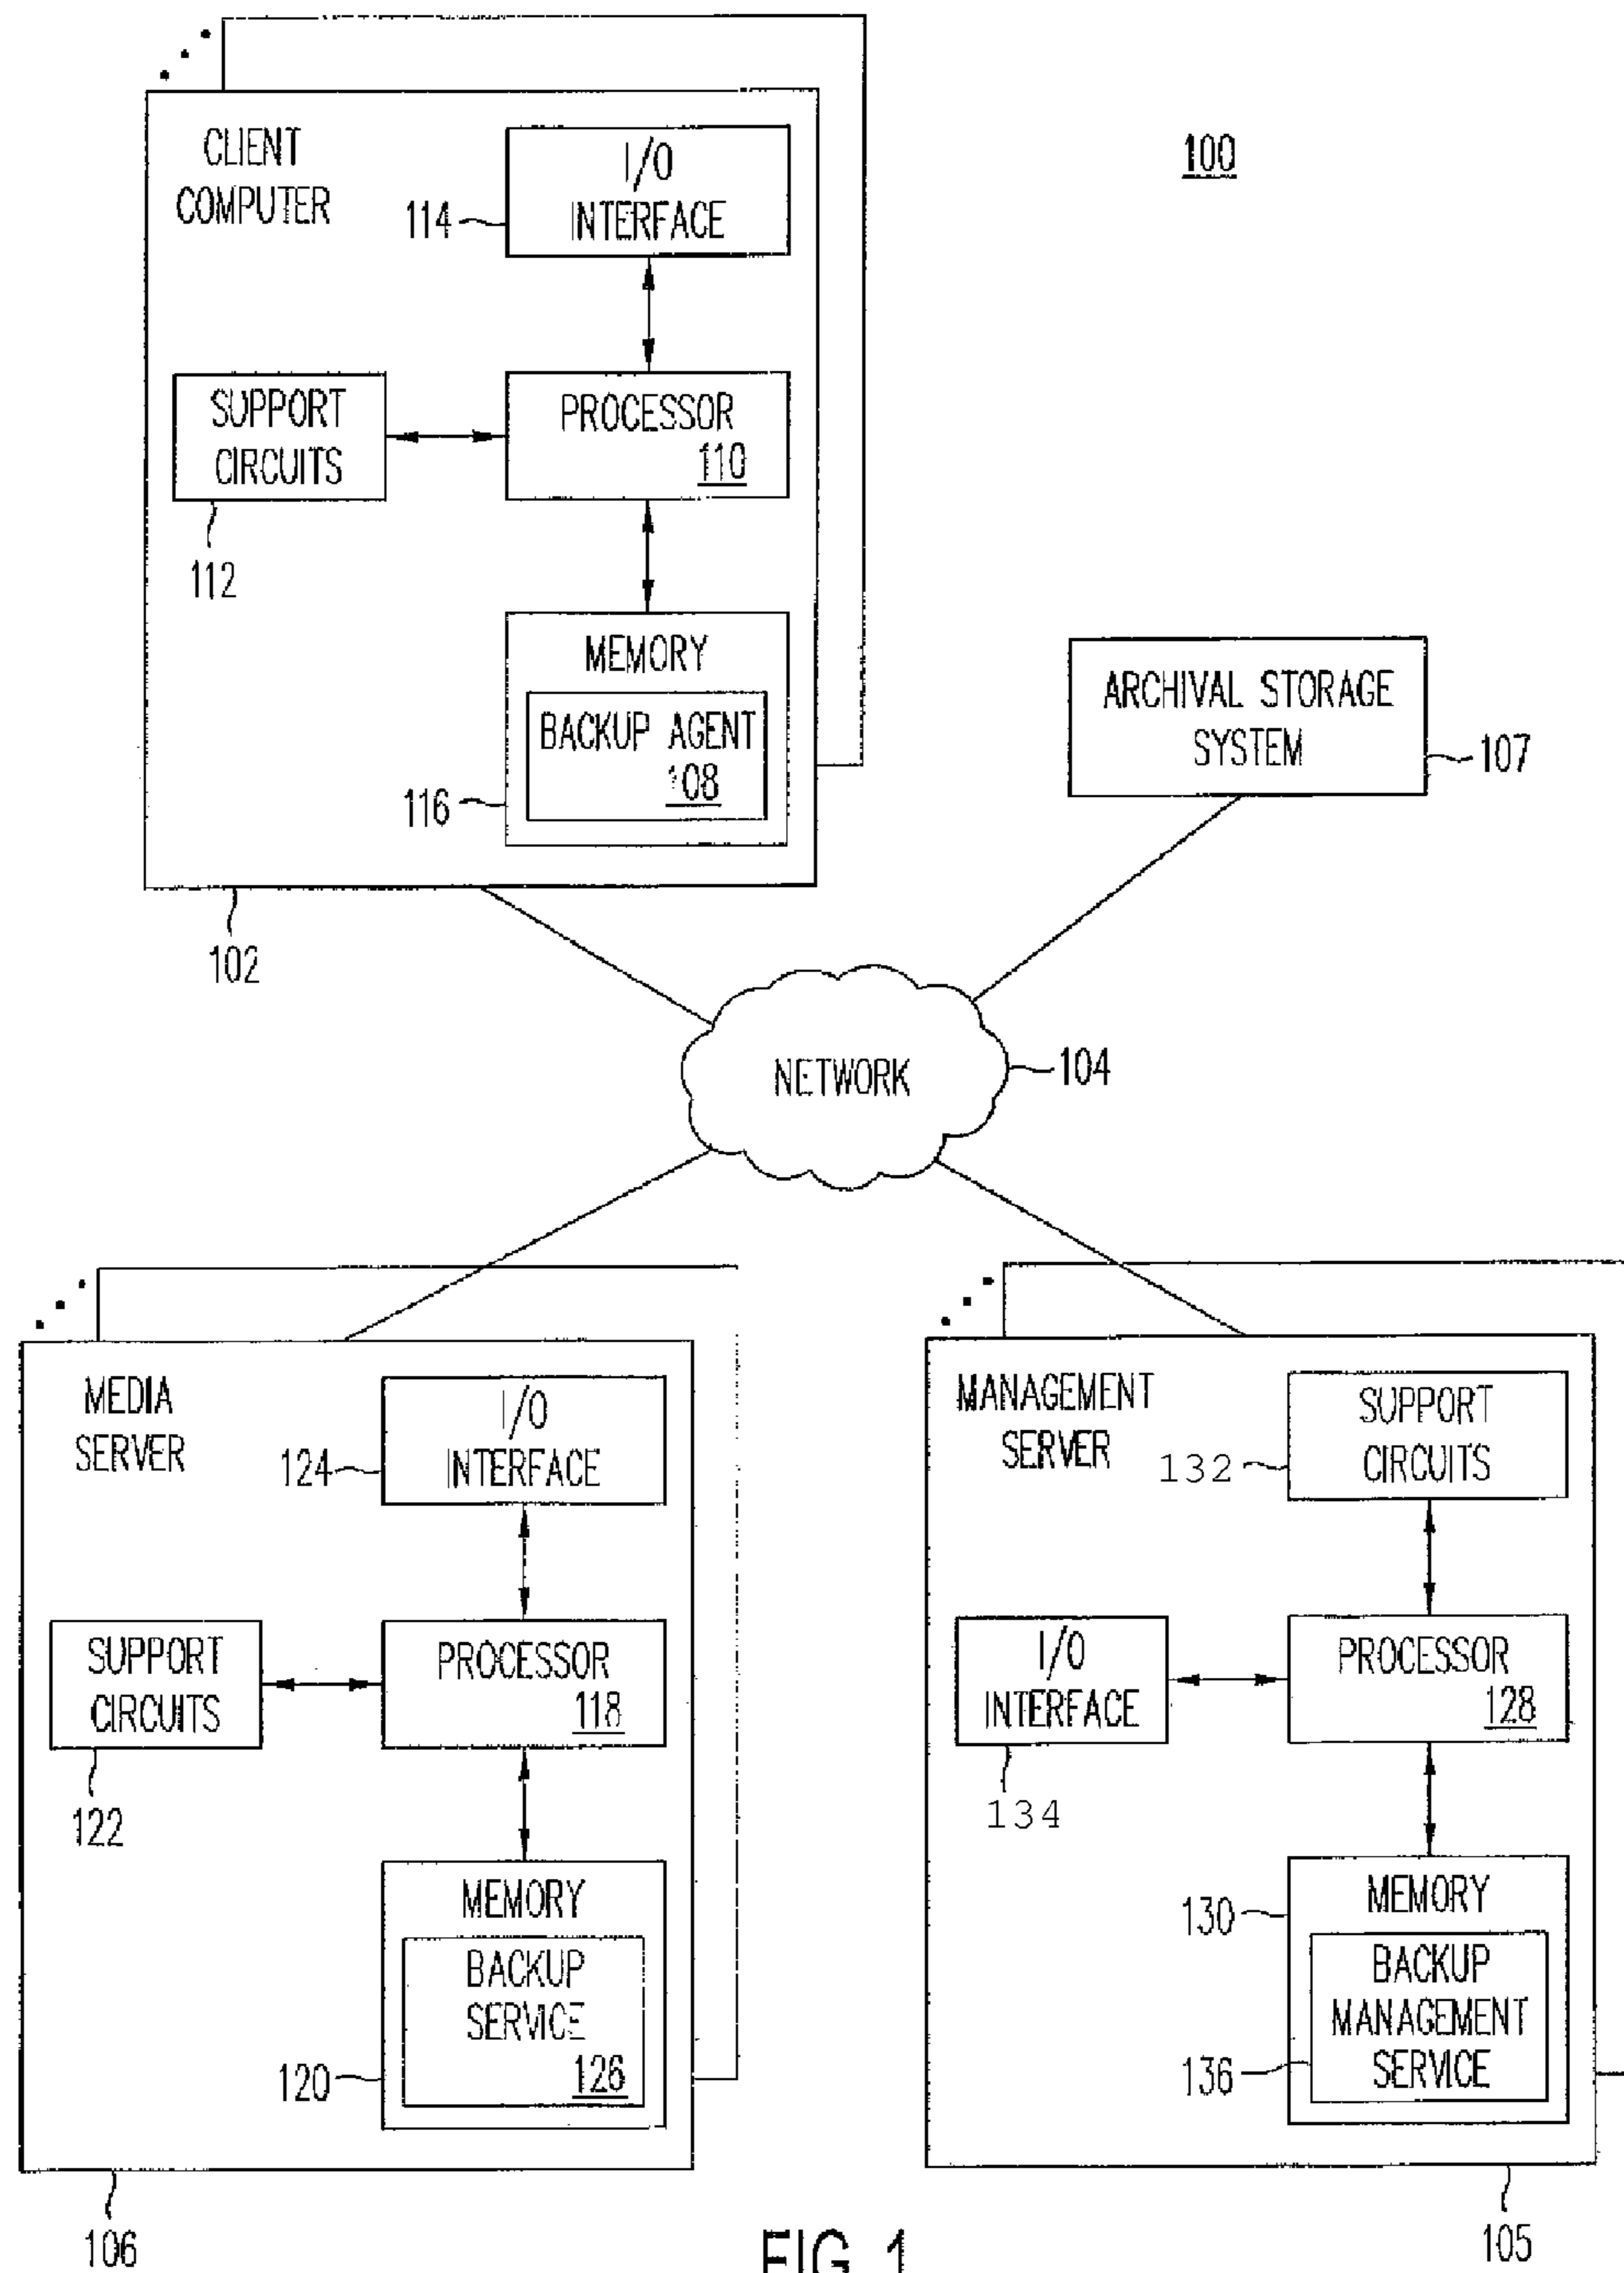 100
CLIENT
COMPUTER
I/O
INTERFACE
114
SUPPORT
CIRCUITS
112
PROCESSOR
110
MEMORY
BACKUP AGENT
108
116
102
ARCHIVAL STORAGE
SYSTEM
107
NETWORK
104
MEDIA
SERVER
I/O
INTERFACE
124
SUPPORT
CIRCUITS
122
PROCESSOR
118
MEMORY
BACKUP
SERVICE
126
120
106
MANAGEMENT
SERVER
SUPPORT
CIRCUITS
132
I/O
INTERFACE
134
PROCESSOR
128
MEMORY
130
BACKUP
MANAGEMENT
SERVICE
136
105
FIG. 1